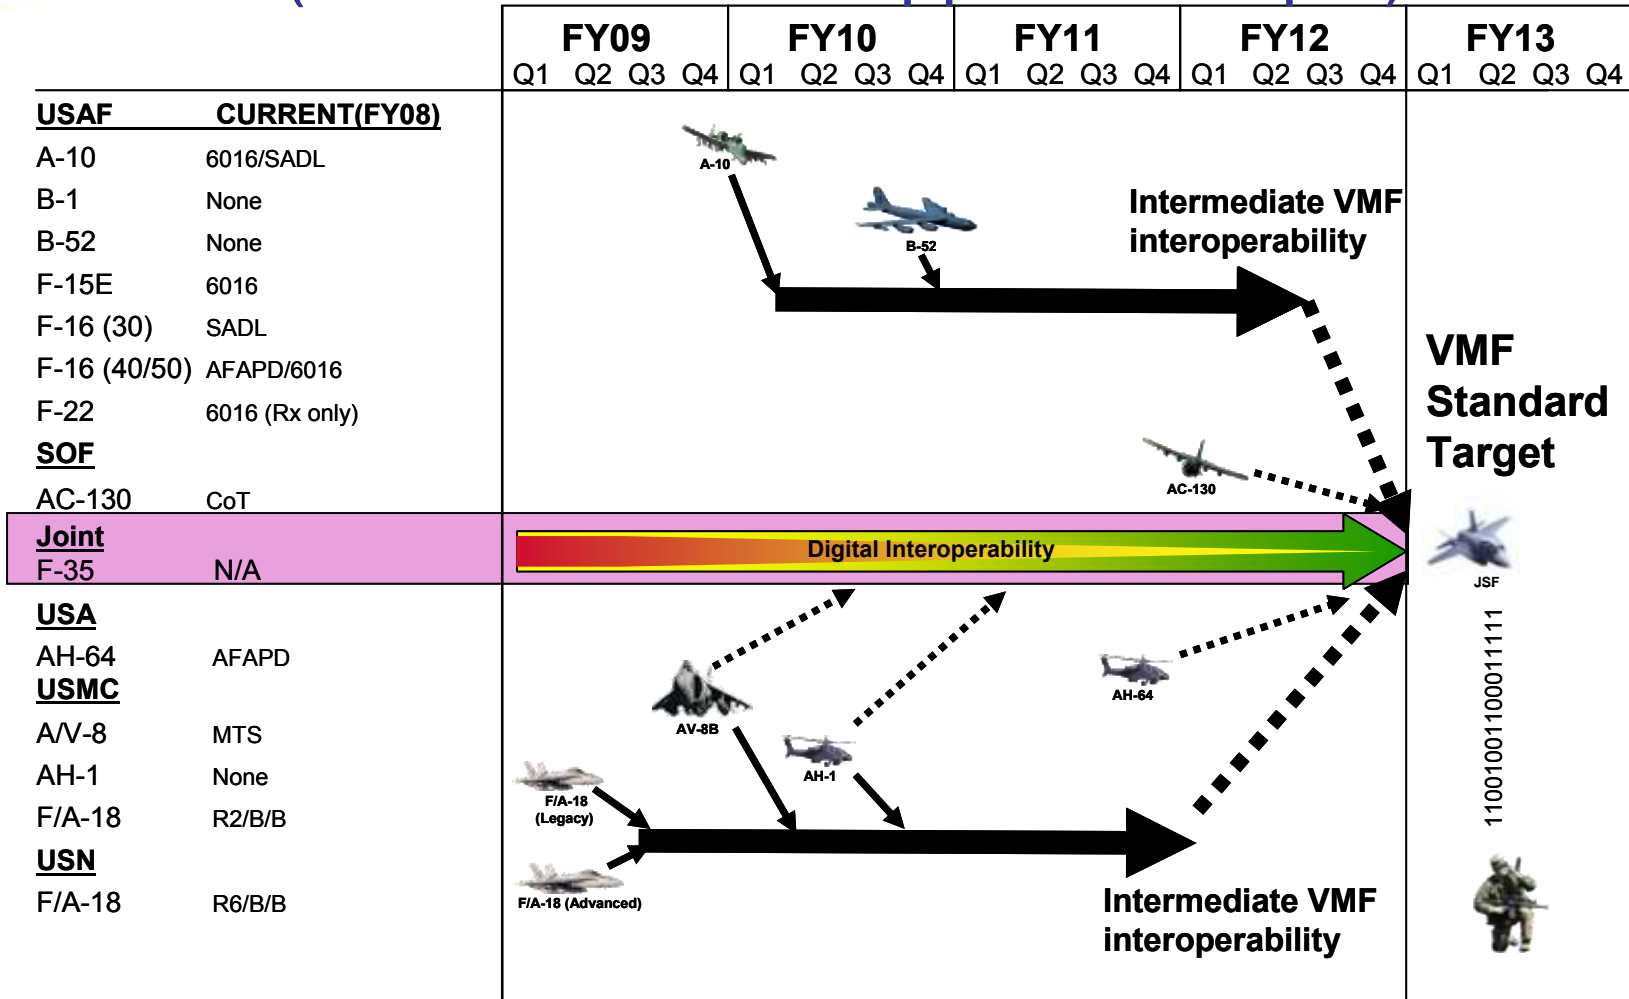 FY09 FY10 FY11 FY12 FY13
Q1 Q2 Q3 Q4 Q1 Q2 Q3 Q4 Q1 Q2 Q3 Q4 Q1 Q2 Q3 Q4 Q1 Q2 Q3 Q4
USAF CURRENT(FY08)
A-10 6016/SADL
B-1 None
B-52 None
F-15E 6016
F-16 (30) SADL
F-16 (40/50) AFAPD/6016
F-22 6016 (Rx only)
SOF
AC-130 CoT
Joint
F-35 N/A
USA
AH-64 AFAPD
USMC
A/V-8 MTS
AH-1 None
F/A-18 R2/B/B
USN
F/A-18 R6/B/B
A-10
B-52
Intermediate VMF
interoperability
AC-130
Digital Interoperability
AV-8B
AH-1
AH-64
F/A-18
(Legacy)
F/A-18 (Advanced)
Intermediate VMF
interoperability
VMF
Standard
Target
JSF
1100100110001111